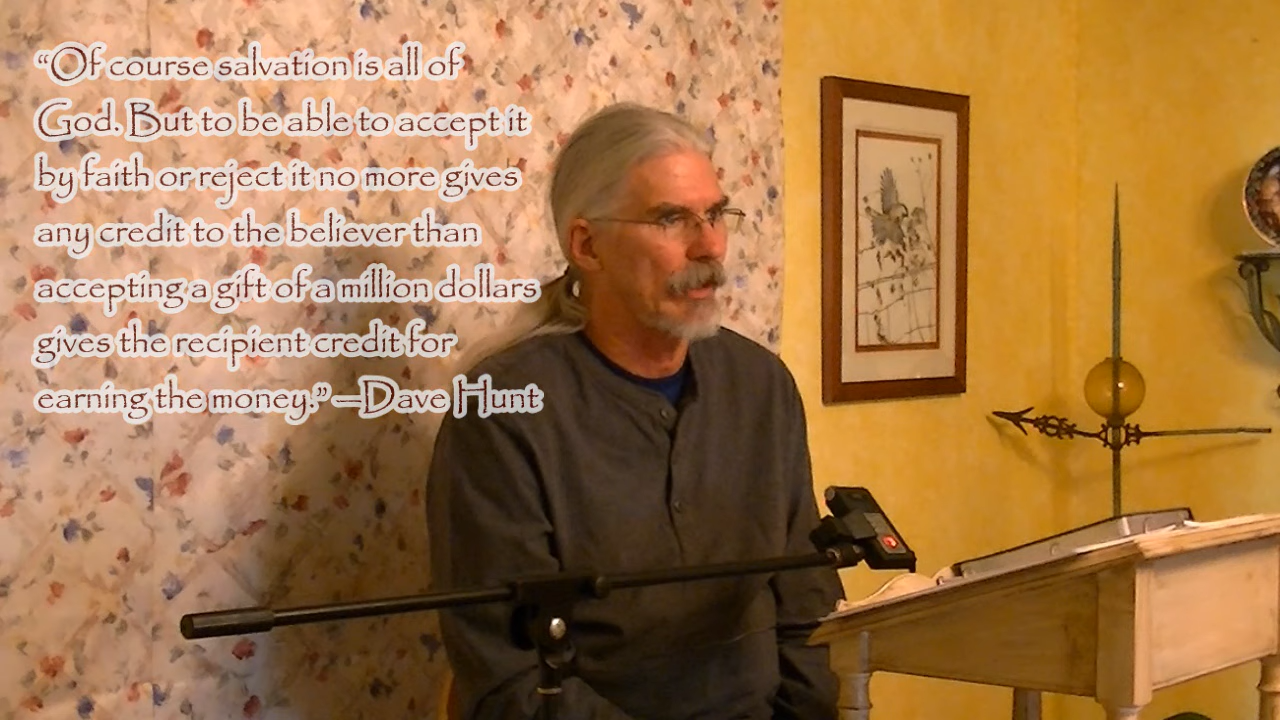 “Of course salvation is all of
God. But to be able to accept it
by faith or reject it no more gives
any credit to the believer than
accepting a gift of a million dollars
gives the recipient credit for
earning the money.” —Dave Hunt